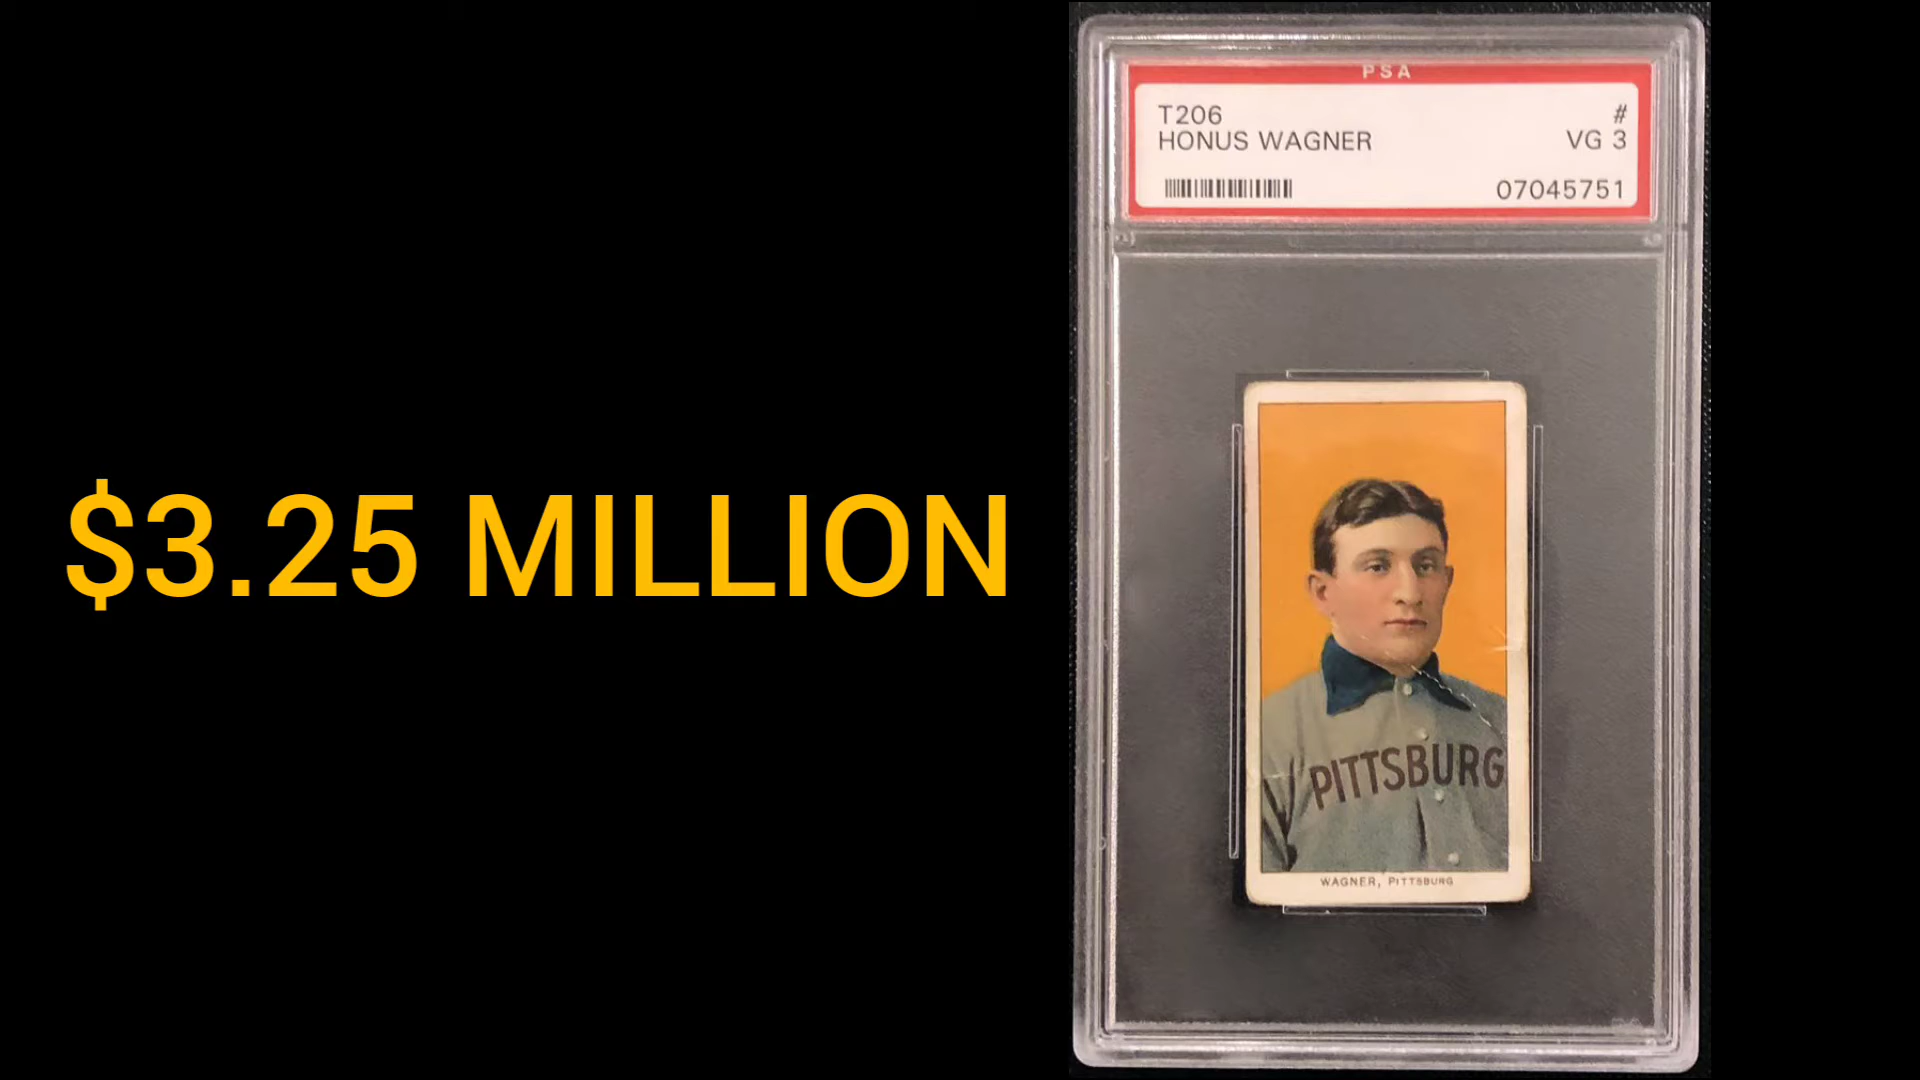 $3.25 MILLION
PSA
T206 #
HONUS WAGNER VG 3
07045751
PITTSBURG
WAGNER, PITTSBURG